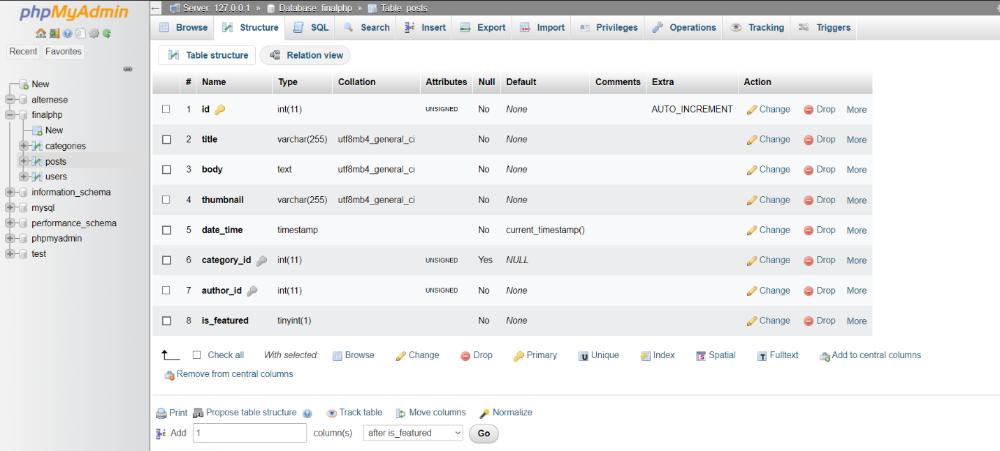 phpMyAdmin
Server: 127.0.0.1 » Database: finalphp » Table: posts
Browse Structure SQL Search Insert Export Import Privileges Operations Tracking Triggers
Recent Favorites
New
alternese
finalphp
New
categories
posts
users
information_schema
mysql
performance_schema
phpmyadmin
test
Table structure Relation view
# Name Type Collation Attributes Null Default Comments Extra Action
1 id int(11) UNSIGNED No None AUTO_INCREMENT Change Drop More
2 title varchar(255) utf8mb4_general_ci No None Change Drop More
3 body text utf8mb4_general_ci No None Change Drop More
4 thumbnail varchar(255) utf8mb4_general_ci No None Change Drop More
5 date_time timestamp No current_timestamp() Change Drop More
6 category_id int(11) UNSIGNED Yes NULL Change Drop More
7 author_id int(11) UNSIGNED No None Change Drop More
8 is_featured tinyint(1) No None Change Drop More
Check all With selected: Browse Change Drop Primary Unique Index Spatial Fulltext Add to central columns
Remove from central columns
Print Propose table structure Track table Move columns Normalize
Add 1 column(s) after is_featured Go